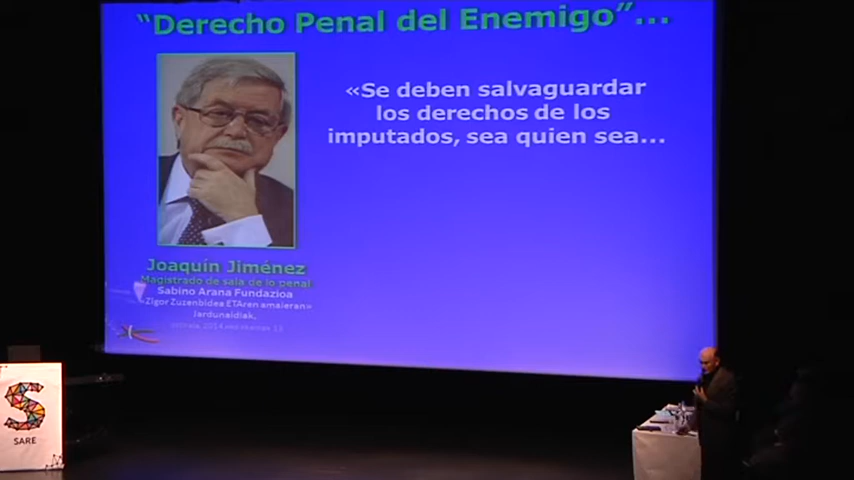 “Derecho Penal del Enemigo”...
«Se deben salvaguardar
los derechos de los
imputados, sea quien sea...
Joaquín Jiménez
Magistrado de sala de lo penal
Sabino Arana Fundazioa
«Zigor Zuzenbidea ETAren amaieran»
Jardunaldiak,
2014
S
SARE